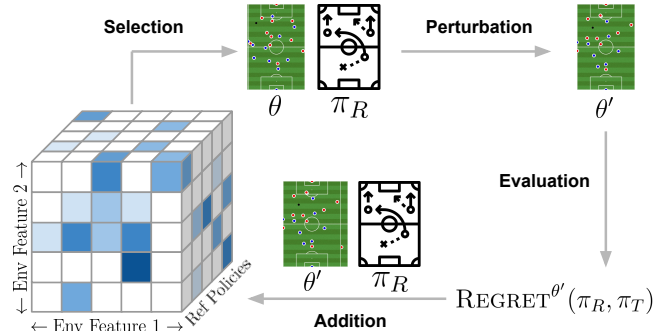 Selection
Perturbation
θ
π_R
θ′
Evaluation
← Env Feature 2 →
Ref Policies
← Env Feature 1 →
θ′
π_R
REGRET^θ′(π_R, π_T)
Addition